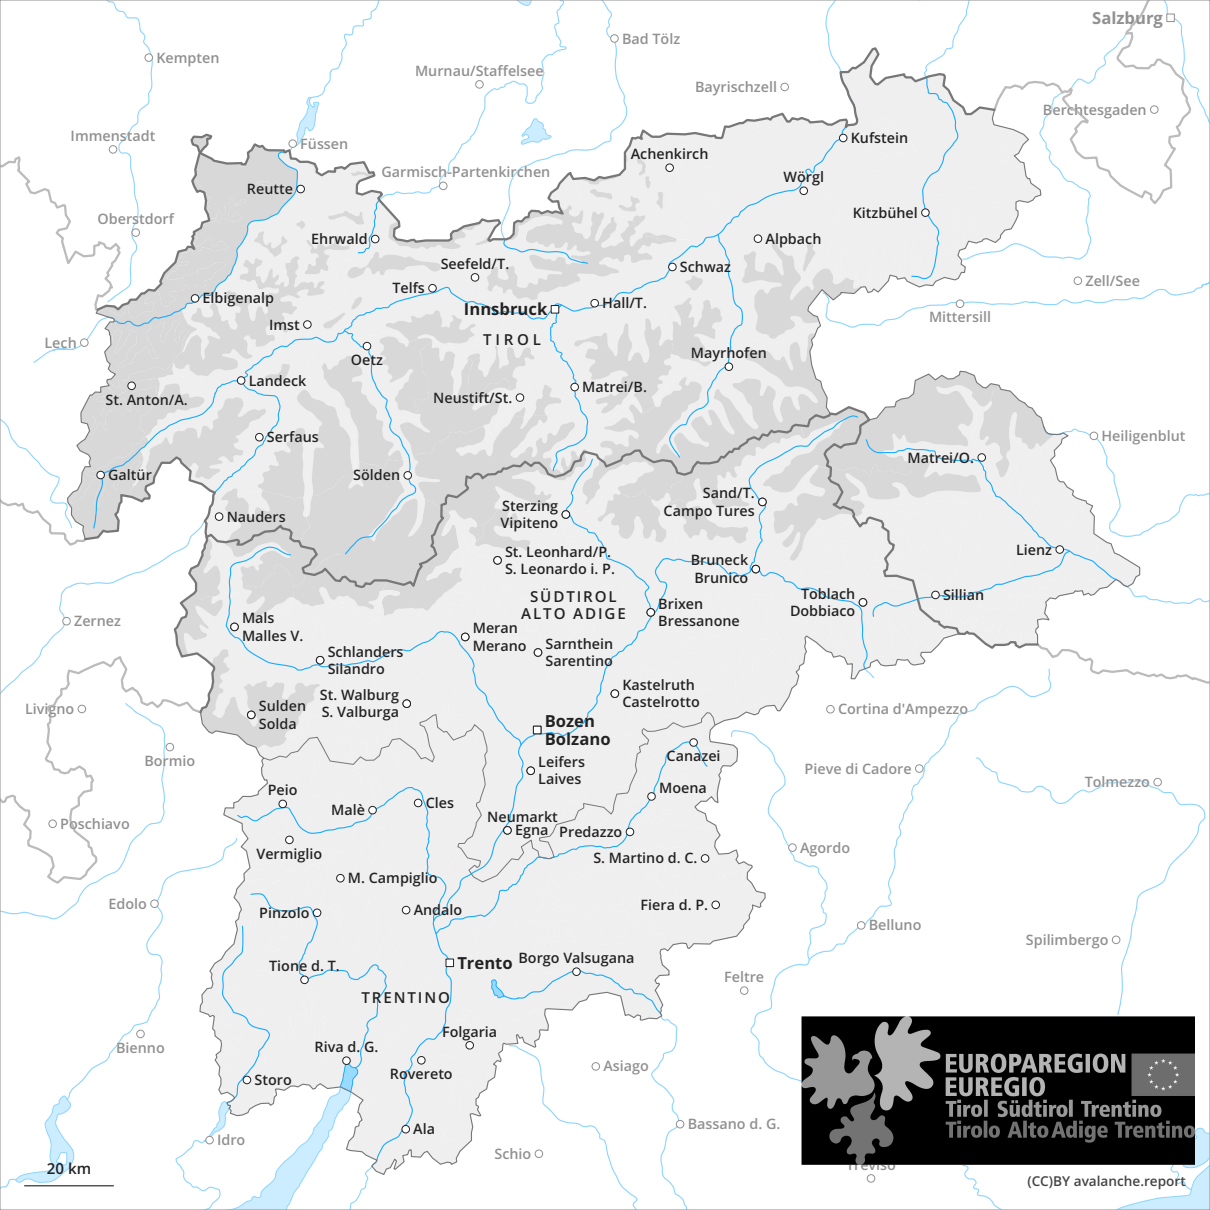 Salzburg
Kempten
Bad Tölz
Murnau/Staffelsee
Bayrischzell
Berchtesgaden
Immenstadt
Füssen
Kufstein
Achenkirch
Garmisch-Partenkirchen
Wörgl
Reutte
Oberstdorf
Kitzbühel
Ehrwald
Alpbach
Seefeld/T.
Schwaz
Zell/See
Telfs
Elbigenalp
Hall/T.
Innsbruck
Mittersill
Imst
TIROL
Lech
Oetz
Mayrhofen
Landeck
Matrei/B.
St. Anton/A.
Neustift/St.
Serfaus
Heiligenblut
Matrei/O.
Galtür
Sölden
Sand/T.
Campo Tures
Sterzing
Vipiteno
Nauders
St. Leonhard/P.
S. Leonardo i. P.
Lienz
Bruneck
Brunico
SÜDTIROL
ALTO ADIGE
Toblach
Dobbiaco
Sillian
Brixen
Bressanone
Zernez
Mals
Malles V.
Meran
Merano
Sarnthein
Sarentino
Schlanders
Silandro
Kastelruth
Castelrotto
St. Walburg
S. Valburga
Sulden
Solda
Livigno
Cortina d'Ampezzo
Bozen
Bolzano
Bormio
Canazei
Leifers
Laives
Pieve di Cadore
Tolmezzo
Peio
Moena
Malè
Cles
Neumarkt
Egna
Predazzo
Poschiavo
Vermiglio
Agordo
S. Martino d. C.
M. Campiglio
Edolo
Pinzolo
Andalo
Fiera d. P.
Belluno
Spilimbergo
Trento
Borgo Valsugana
Tione d. T.
Feltre
TRENTINO
Folgaria
Bienno
Riva d. G.
Asiago
Rovereto
Storo
EUROPAREGION
EUREGIO
Tirol Südtirol Trentino
Tirolo Alto Adige Trentino
Ala
Bassano d. G.
Idro
Schio
Treviso
20 km
(CC)BY avalanche.report